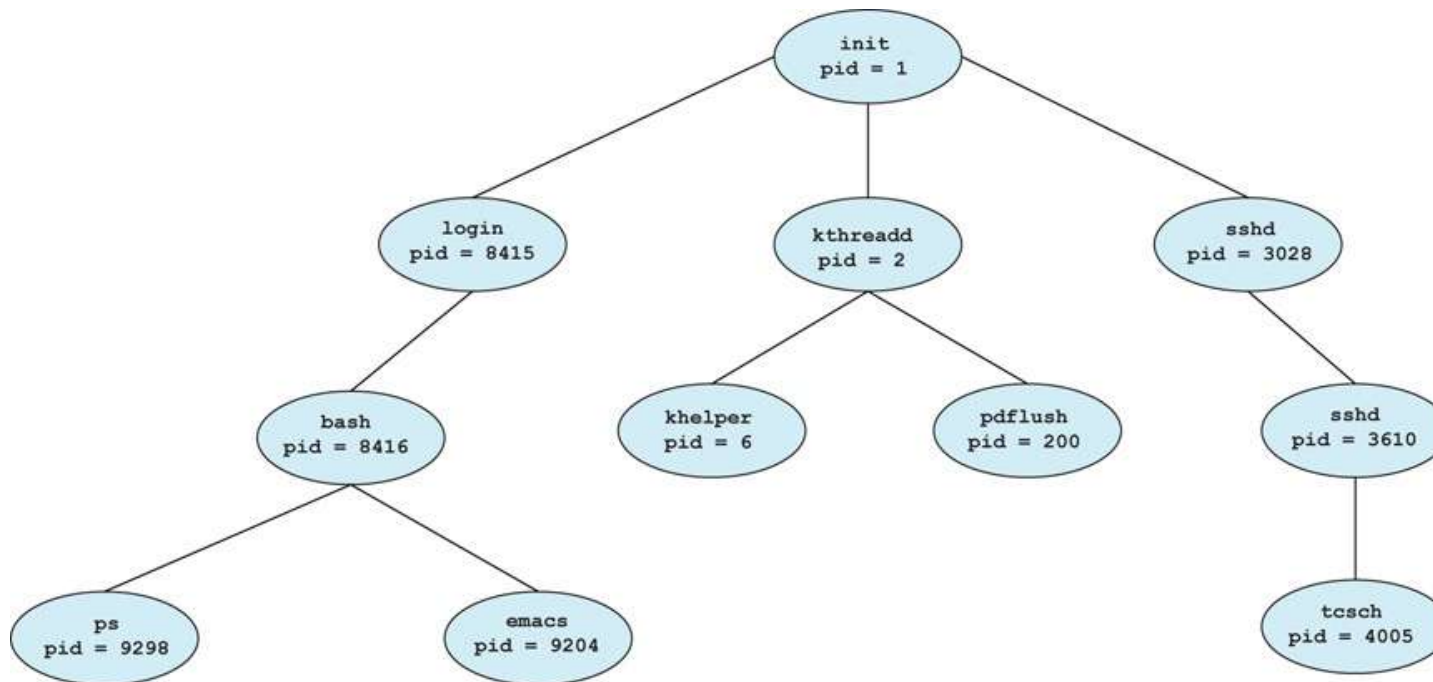 init
pid = 1
login
pid = 8415
kthreadd
pid = 2
sshd
pid = 3028
bash
pid = 8416
khelper
pid = 6
pdflush
pid = 200
sshd
pid = 3610
ps
pid = 9298
emacs
pid = 9204
tcsch
pid = 4005